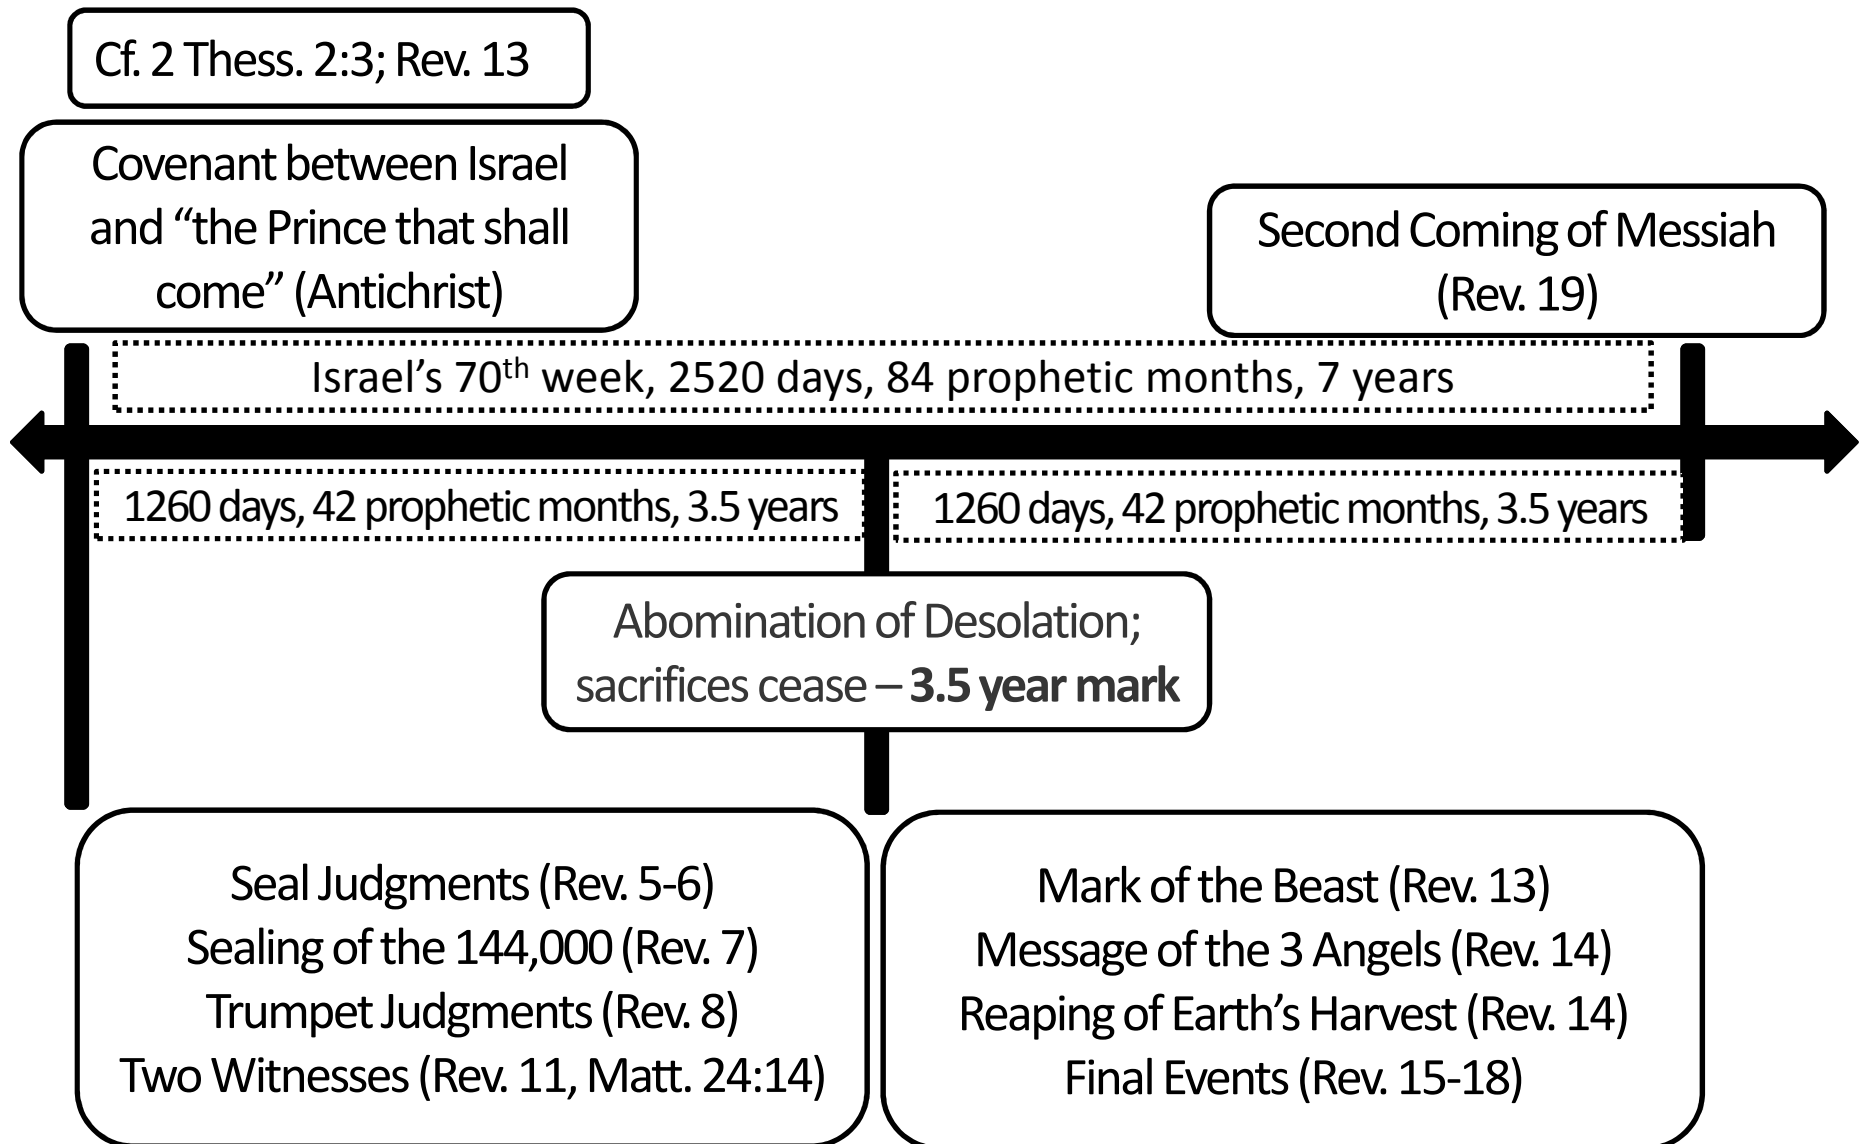 Cf. 2 Thess. 2:3; Rev. 13
Covenant between Israel
and “the Prince that shall
come” (Antichrist)
Second Coming of Messiah
(Rev. 19)
Israel’s 70th week, 2520 days, 84 prophetic months, 7 years
1260 days, 42 prophetic months, 3.5 years
1260 days, 42 prophetic months, 3.5 years
Abomination of Desolation;
sacrifices cease – 3.5 year mark
Seal Judgments (Rev. 5-6)
Sealing of the 144,000 (Rev. 7)
Trumpet Judgments (Rev. 8)
Two Witnesses (Rev. 11, Matt. 24:14)
Mark of the Beast (Rev. 13)
Message of the 3 Angels (Rev. 14)
Reaping of Earth’s Harvest (Rev. 14)
Final Events (Rev. 15-18)